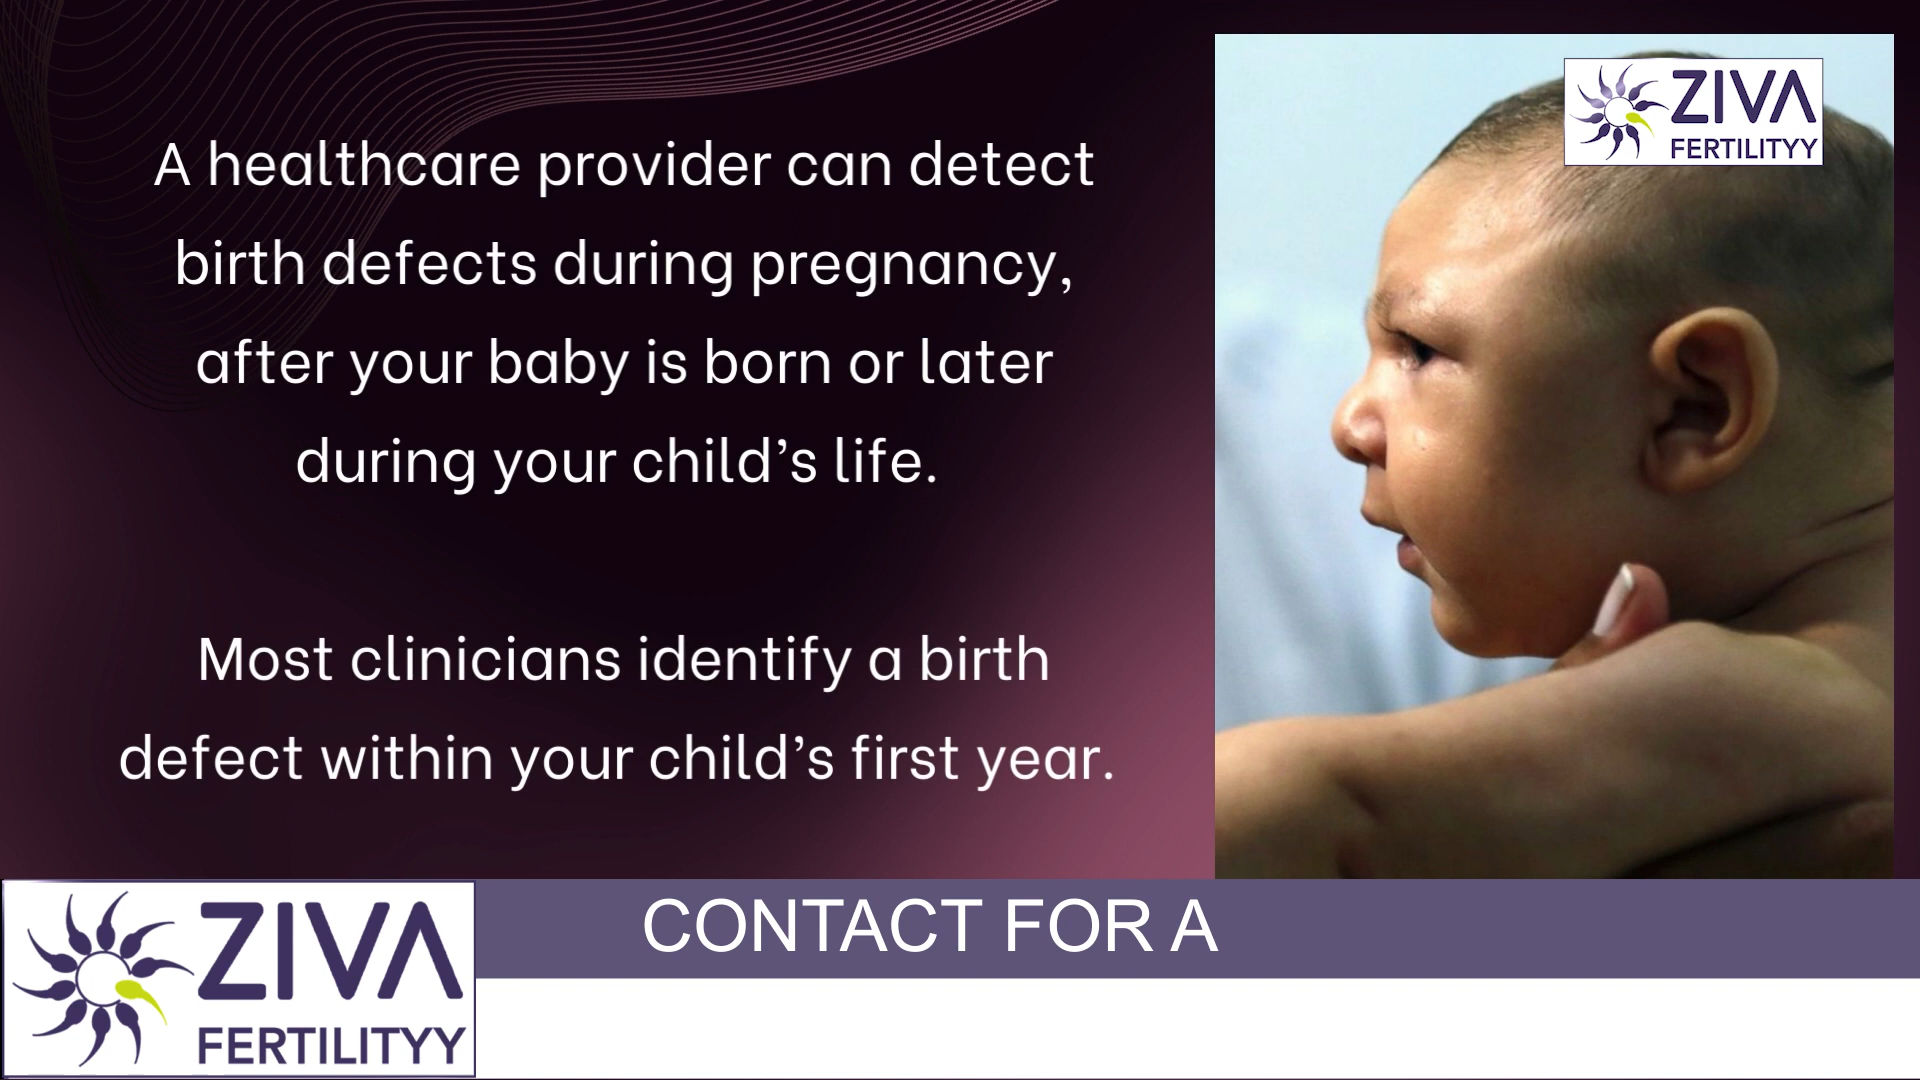 A healthcare provider can detect
birth defects during pregnancy,
after your baby is born or later
during your child’s life.
Most clinicians identify a birth
defect within your child’s first year.
ZIVA
FERTILITYY
CONTACT FOR A
ZIVA
FERTILITYY